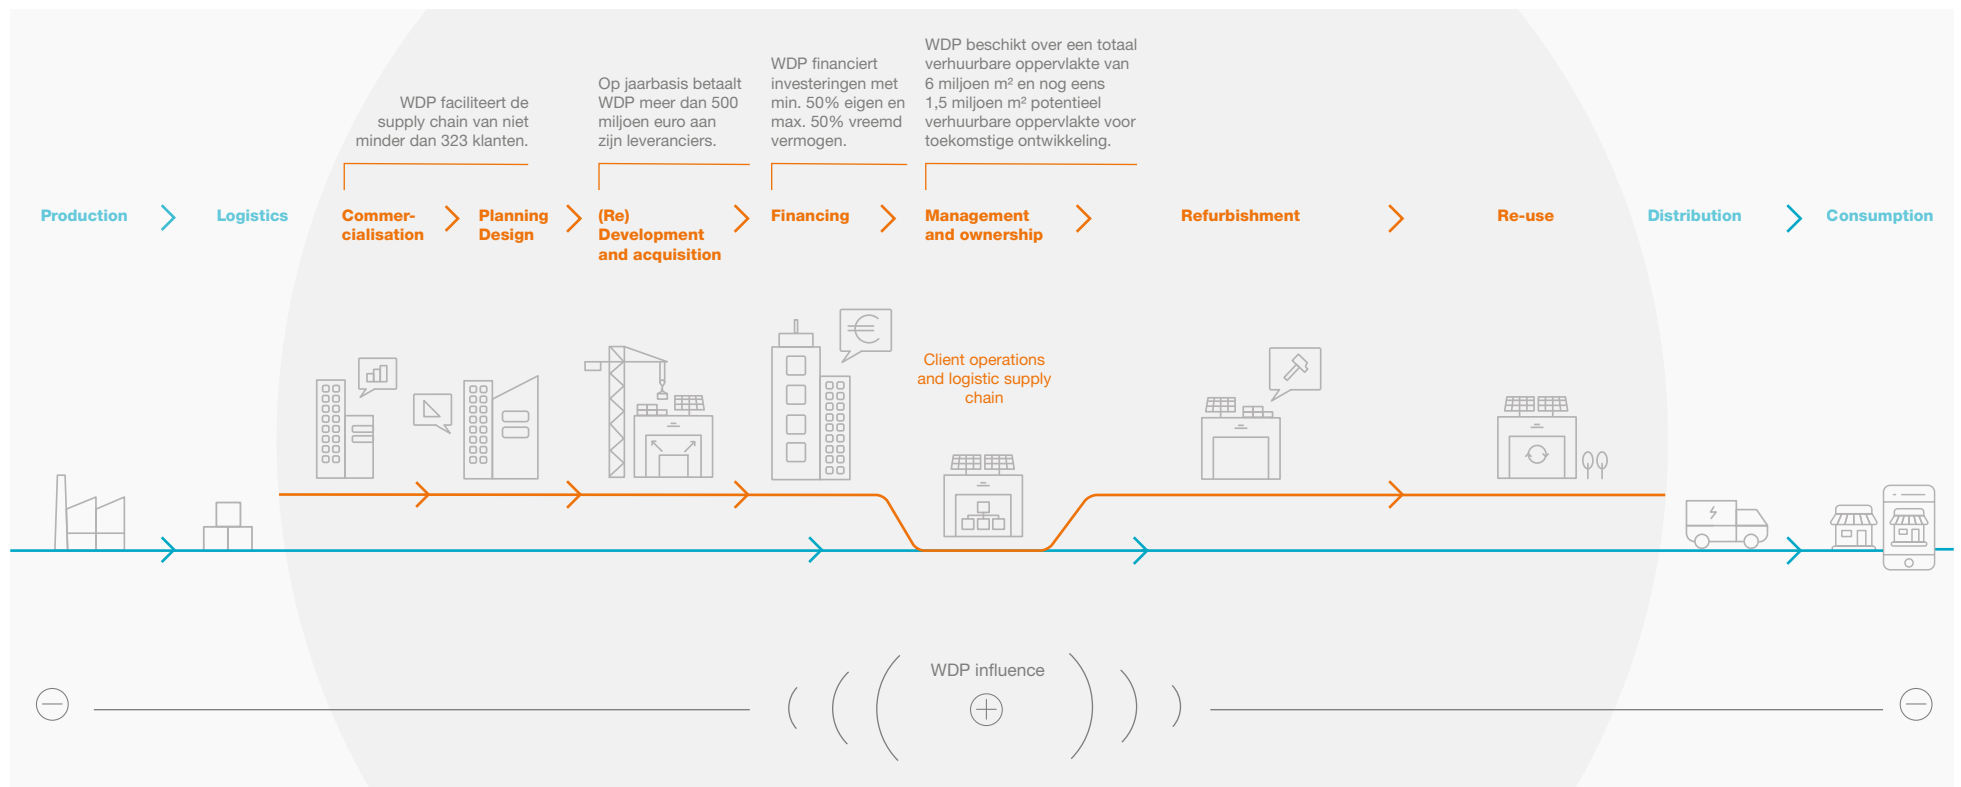 WDP faciliteert de
supply chain van niet
minder dan 323 klanten.
Op jaarbasis betaalt
WDP meer dan 500
miljoen euro aan
zijn leveranciers.
WDP financiert
investeringen met
min. 50% eigen en
max. 50% vreemd
vermogen.
WDP beschikt over een totaal
verhuurbare oppervlakte van
6 miljoen m² en nog eens
1,5 miljoen m² potentieel
verhuurbare oppervlakte voor
toekomstige ontwikkeling.
Production
Logistics
Commer-
cialisation
Planning
Design
(Re)
Development
and acquisition
Financing
Management
and ownership
Refurbishment
Re-use
Distribution
Consumption
Client operations
and logistic supply
chain
WDP influence